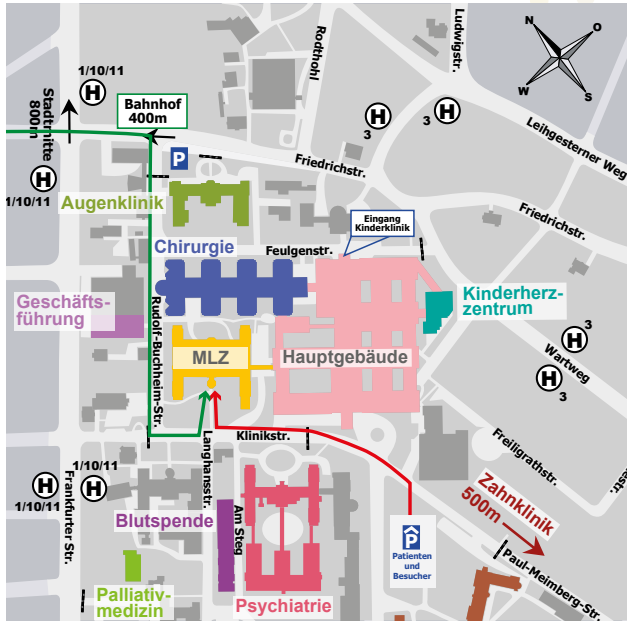 N
O
W
S
Ludwigstr.
Rodthohl
1/10/11
H
Stadtmitte
800m
Bahnhof
400m
H
3
3
H
Leihgesterner Weg
P
Friedrichstr.
H
1/10/11
Augenklinik
Eingang
Kinderklinik
Friedrichstr.
Chirurgie
Feulgenstr.
Geschäfts-
führung
Rudolf-Buchheim-Str.
Kinderherz-
zentrum
MLZ
Hauptgebäude
3
H
H
3
Wartweg
Langhansstr.
Klinikstr.
Freiligrathstr.
1/10/11
H
H
1/10/11
Frankfurter Str.
Zahnklinik
500m
Blutspende
Am Steg
P
Patienten
und
Besucher
Palliativ-
medizin
Psychiatrie
Paul-Meimberg-Str.